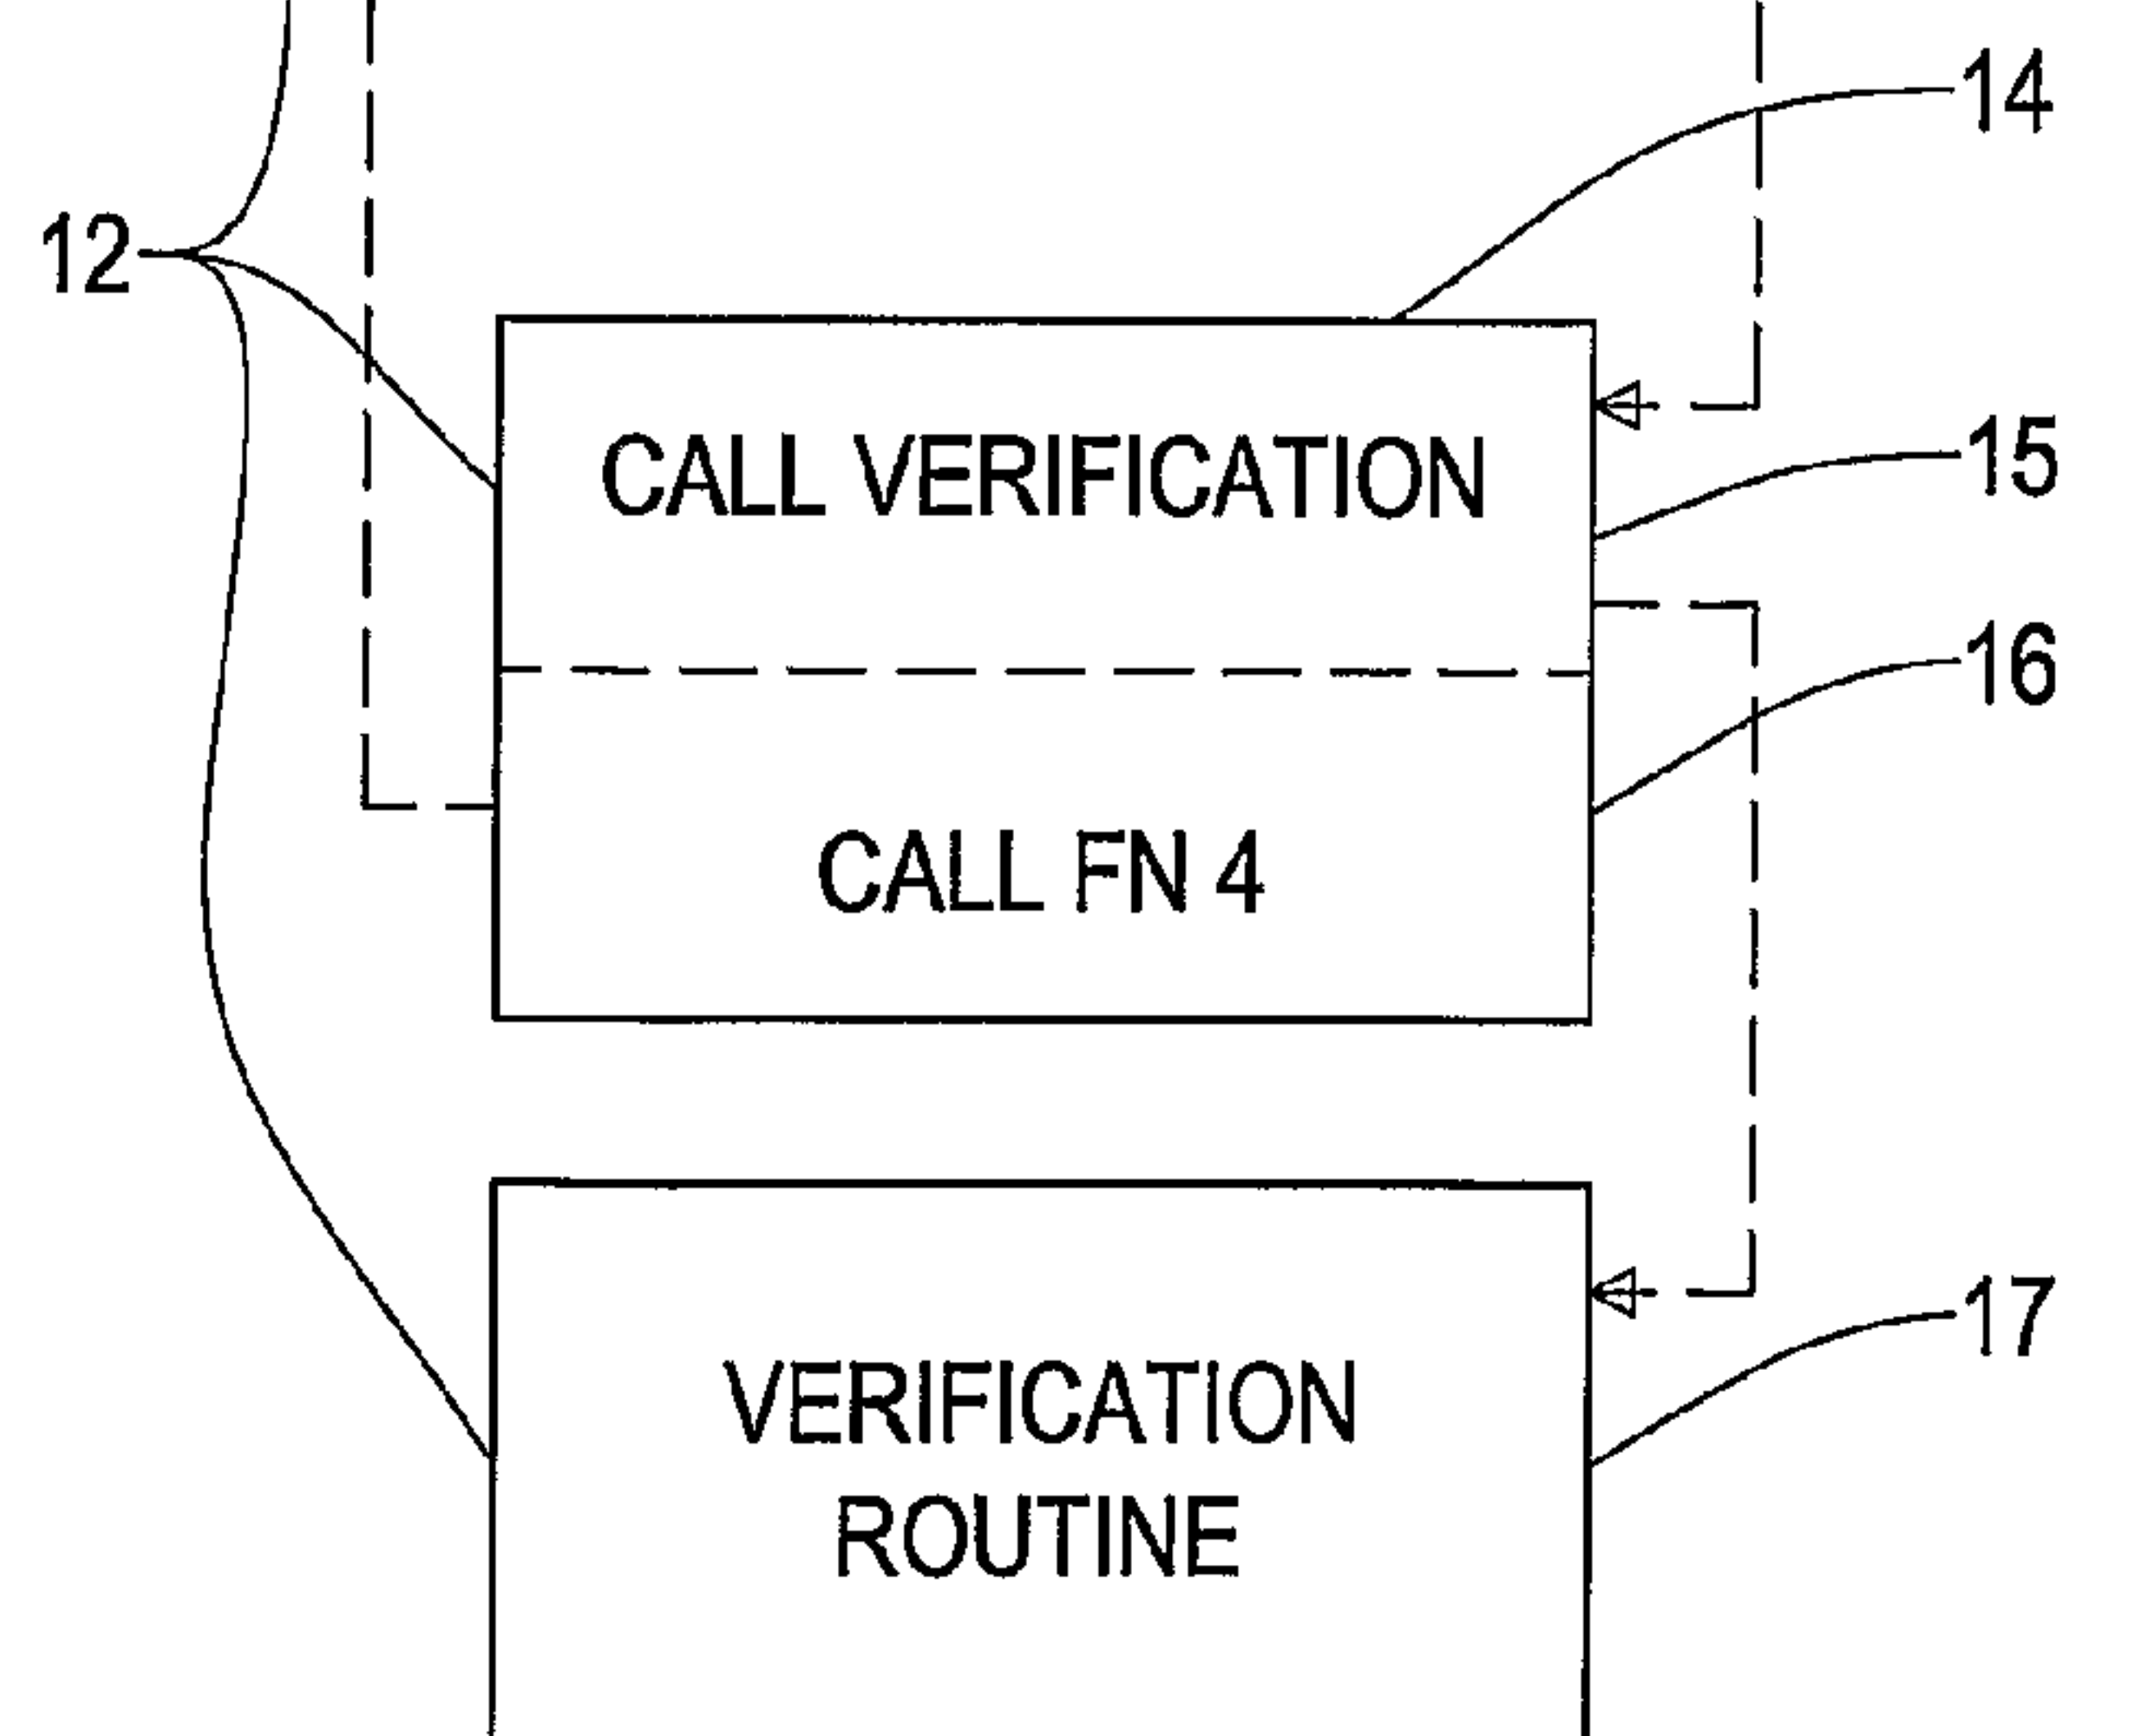 14
12
CALL VERIFICATION
15
16
CALL FN 4
17
VERIFICATION
ROUTINE